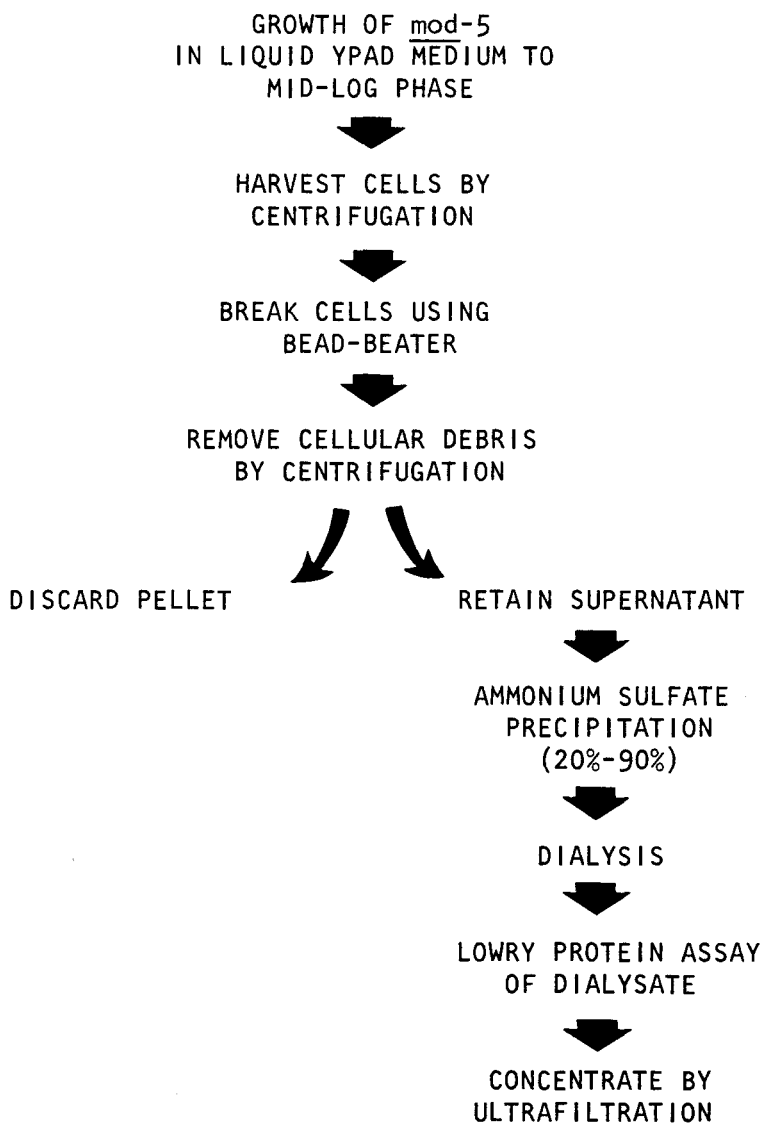 GROWTH OF mod-5
IN LIQUID YPAD MEDIUM TO
MID-LOG PHASE
HARVEST CELLS BY
CENTRIFUGATION
BREAK CELLS USING
BEAD-BEATER
REMOVE CELLULAR DEBRIS
BY CENTRIFUGATION
DISCARD PELLET
RETAIN SUPERNATANT
AMMONIUM SULFATE
PRECIPITATION
(20%-90%)
DIALYSIS
LOWRY PROTEIN ASSAY
OF DIALYSATE
CONCENTRATE BY
ULTRAFILTRATION